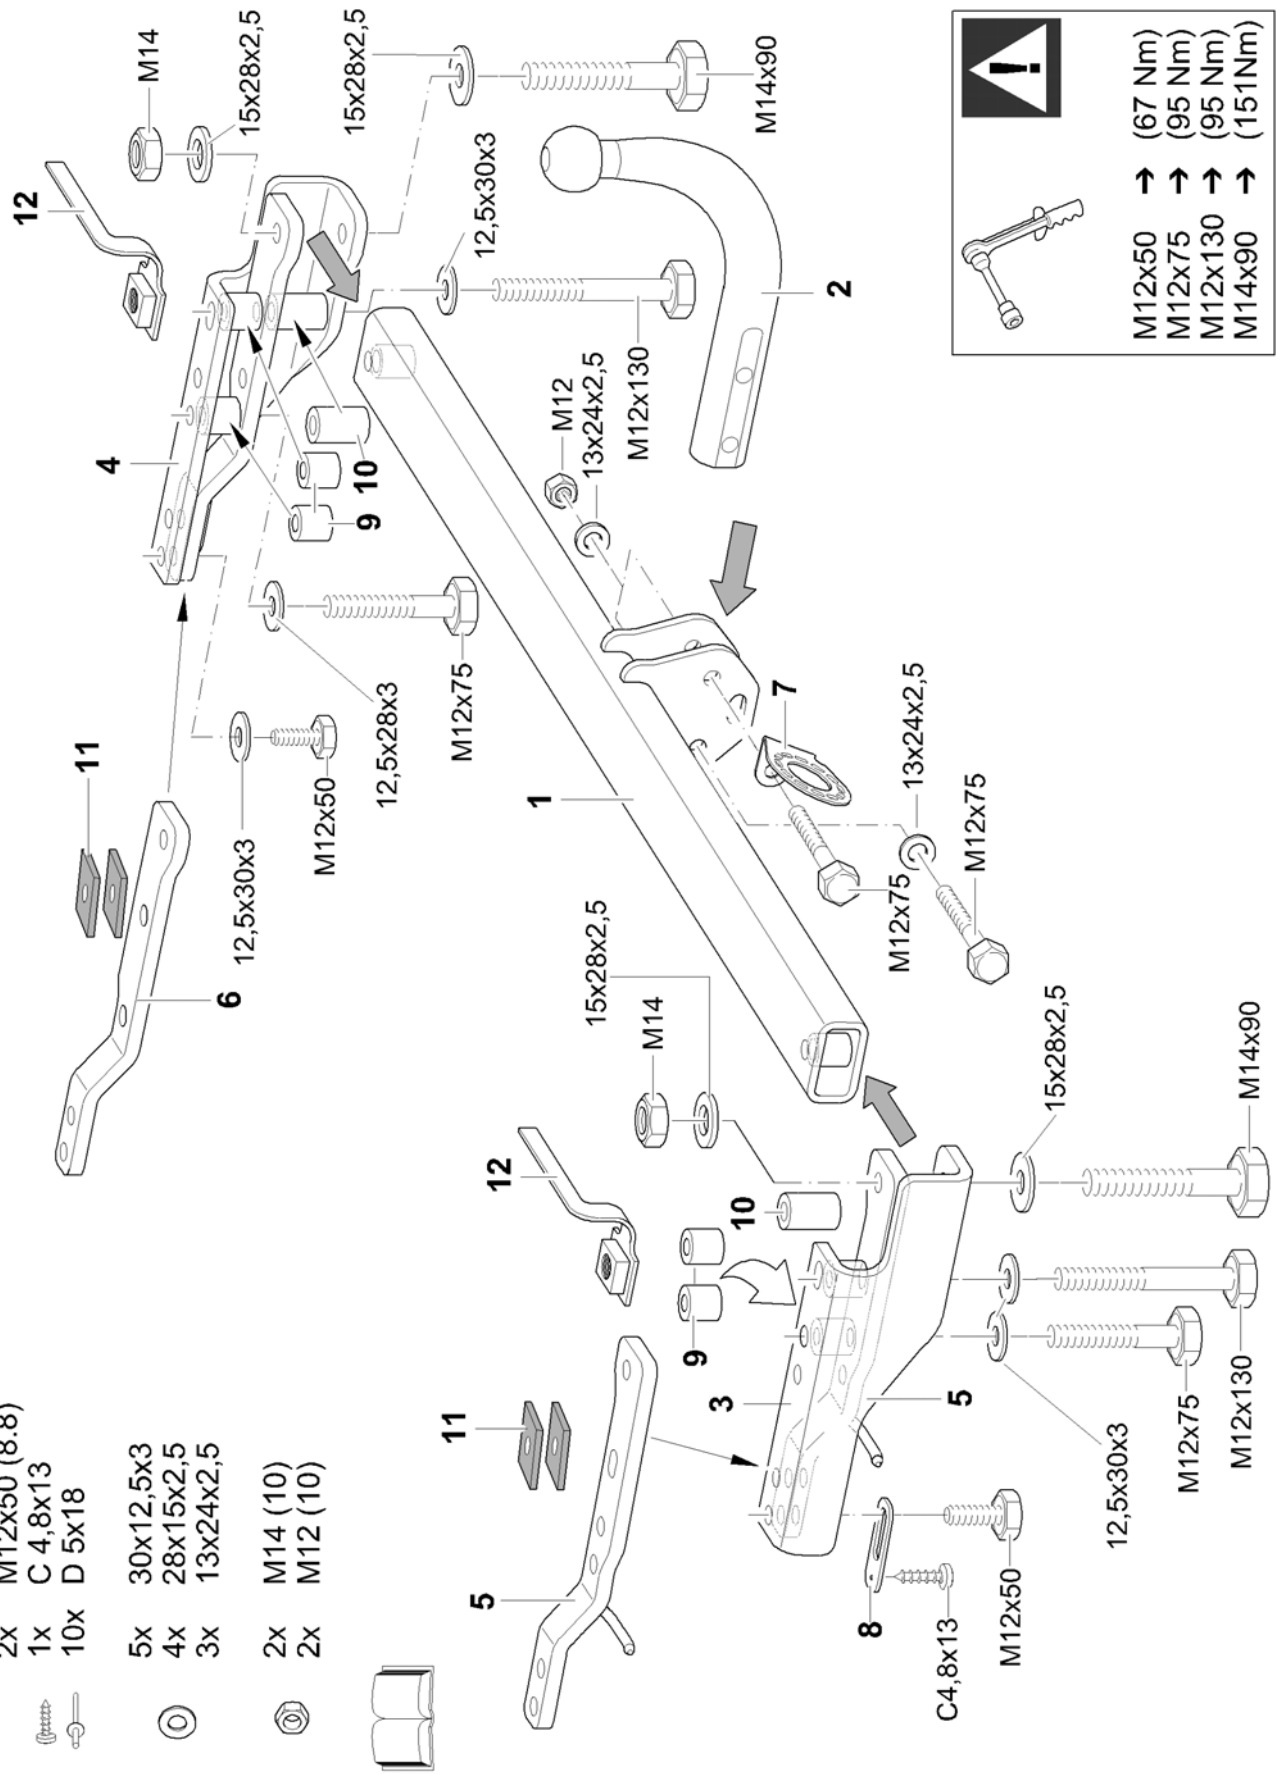 2x M12x50 (8.8)
1x C 4,8x13
10x D 5x18
5x 30x12,5x3
4x 28x15x2,5
3x 13x24x2,5
2x M14 (10)
2x M12 (10)
11
6
12
4
M14
15x28x2,5
15x28x2,5
M14x90
12,5x30x3
M12x50
12,5x28x3
M12x75
9
10
12,5x30x3
M12x130
2
1
M12
13x24x2,5
7
13x24x2,5
M12x75
M12x75
11
5
12
9
10
M14
15x28x2,5
3
5
8
C4,8x13
M12x50
12,5x30x3
M12x75
M12x130
15x28x2,5
M14x90
M12x50 ➔ (67 Nm)
M12x75 ➔ (95 Nm)
M12x130 ➔ (95 Nm)
M14x90 ➔ (151Nm)